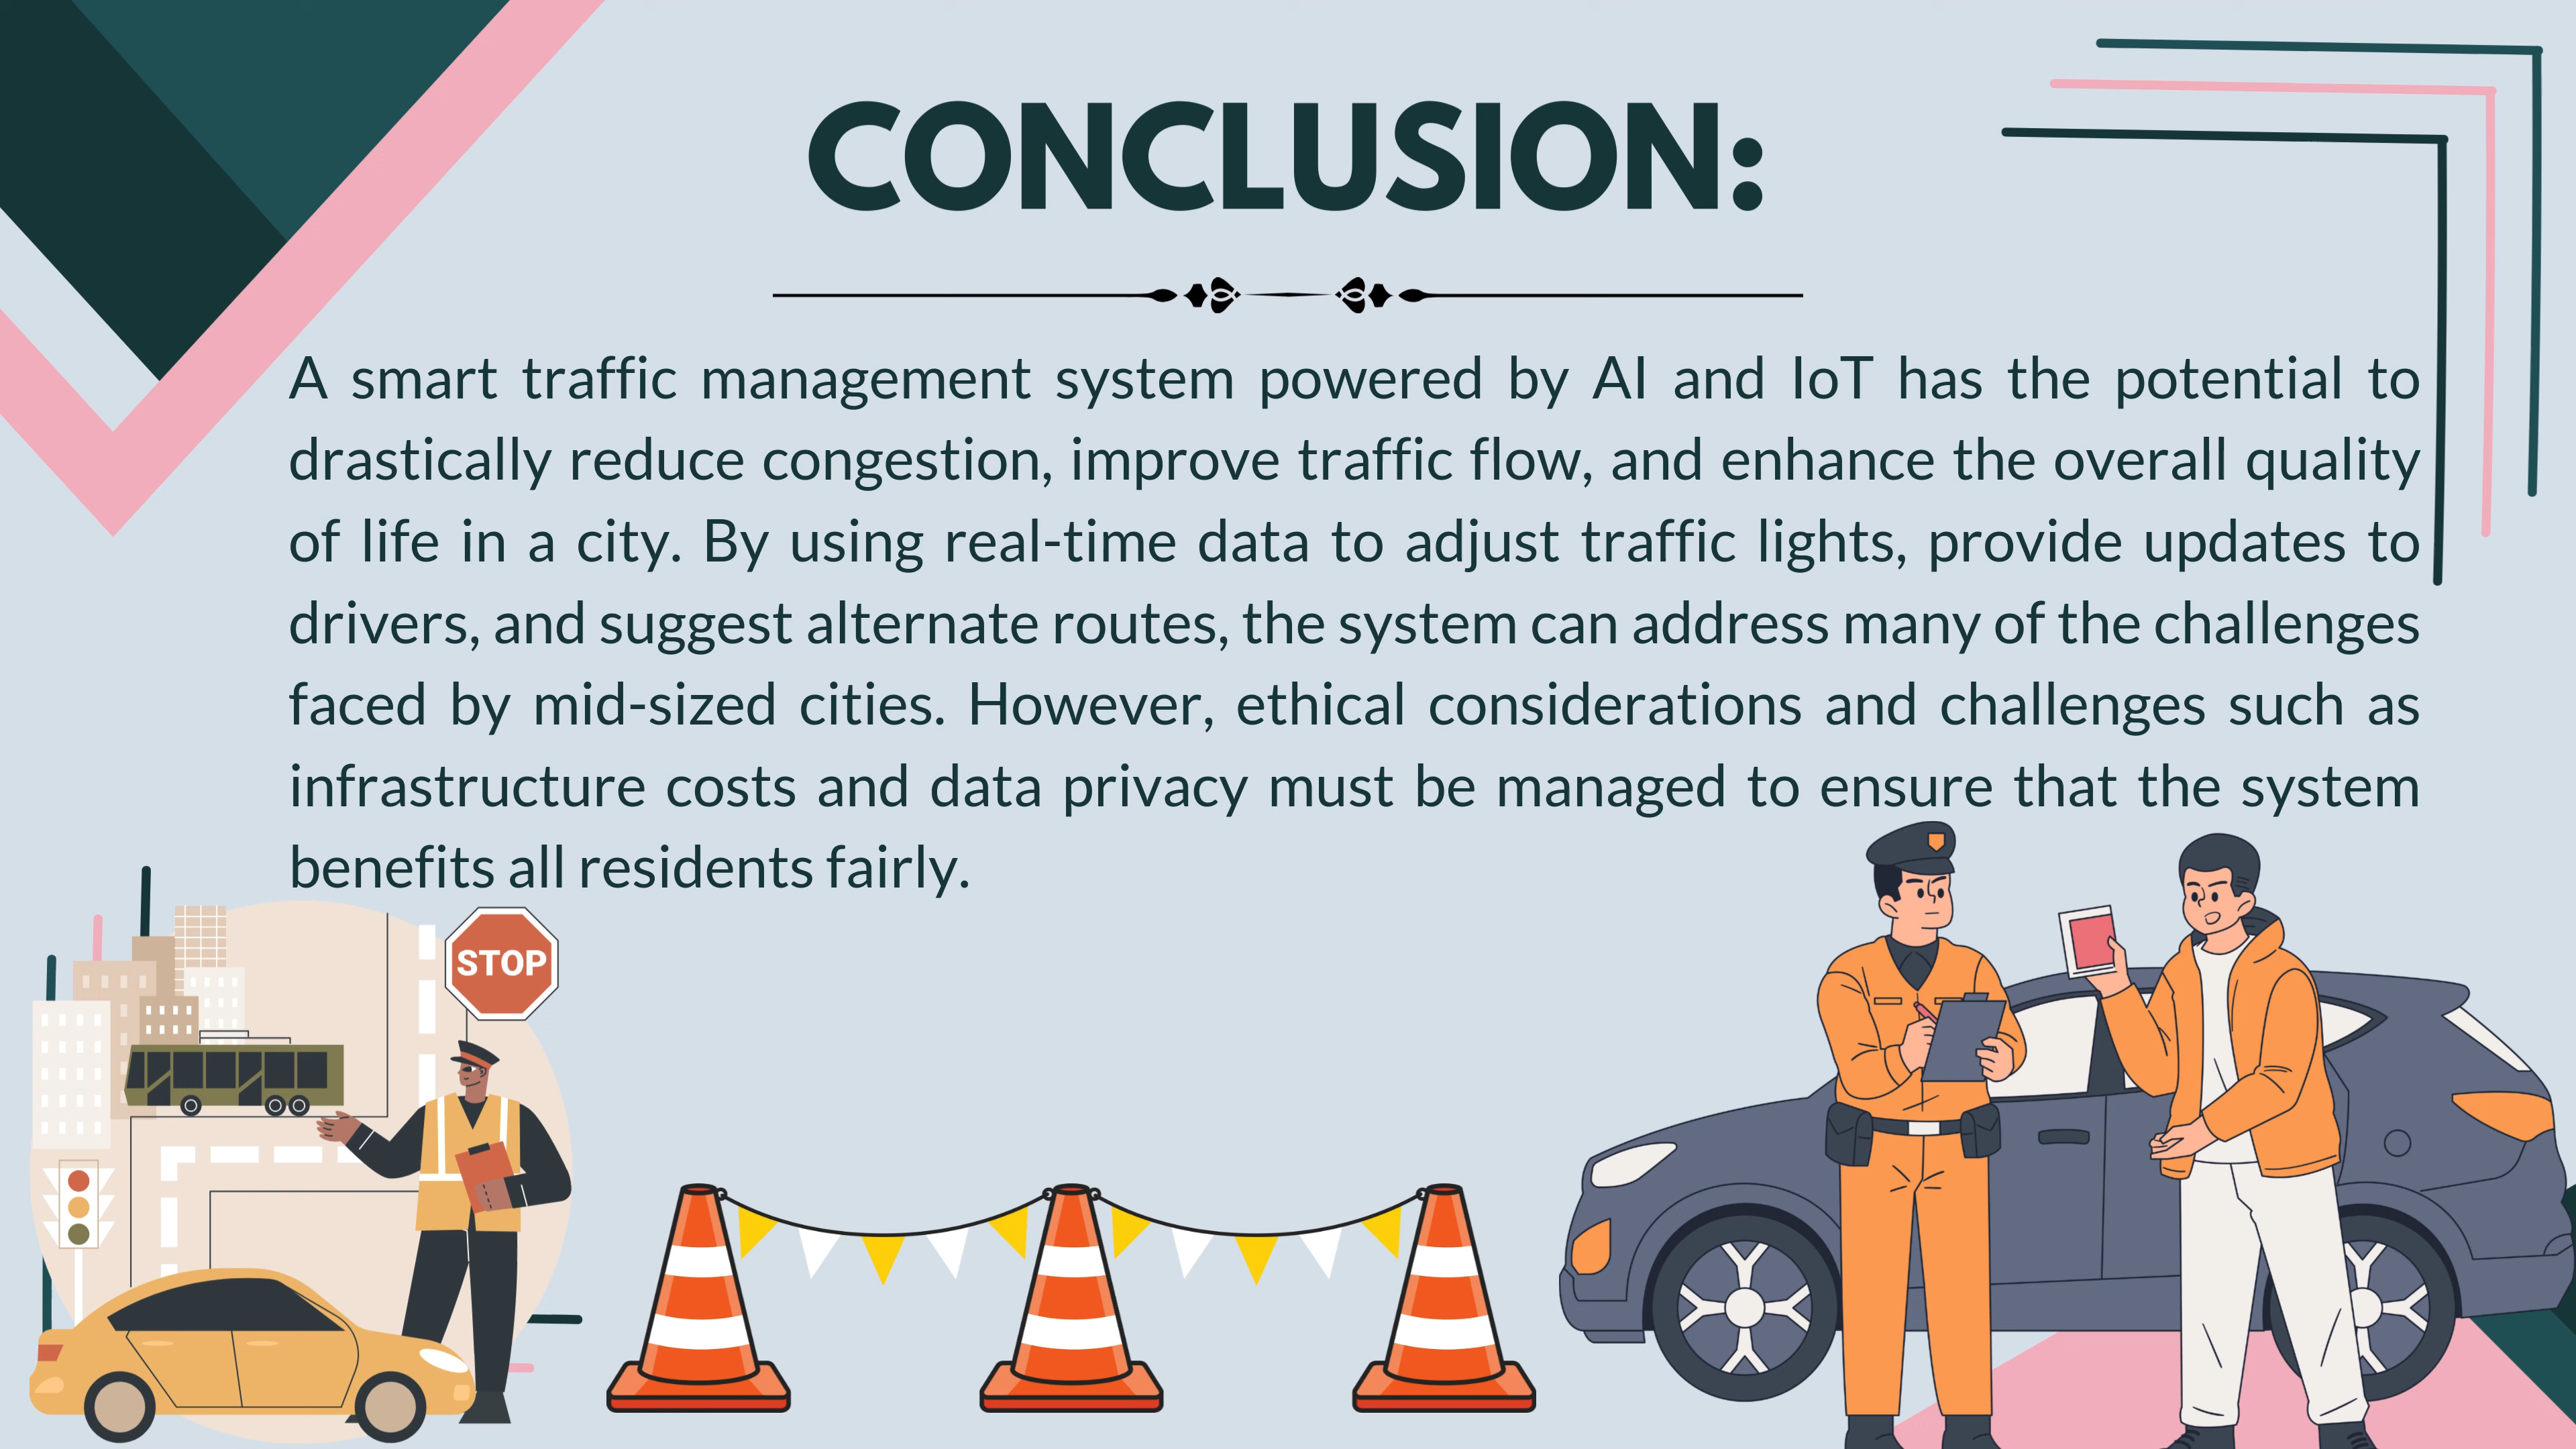 CONCLUSION:
A smart traffic management system powered by AI and IoT has the potential to
drastically reduce congestion, improve traffic flow, and enhance the overall quality
of life in a city. By using real-time data to adjust traffic lights, provide updates to
drivers, and suggest alternate routes, the system can address many of the challenges
faced by mid-sized cities. However, ethical considerations and challenges such as
infrastructure costs and data privacy must be managed to ensure that the system
benefits all residents fairly.
STOP